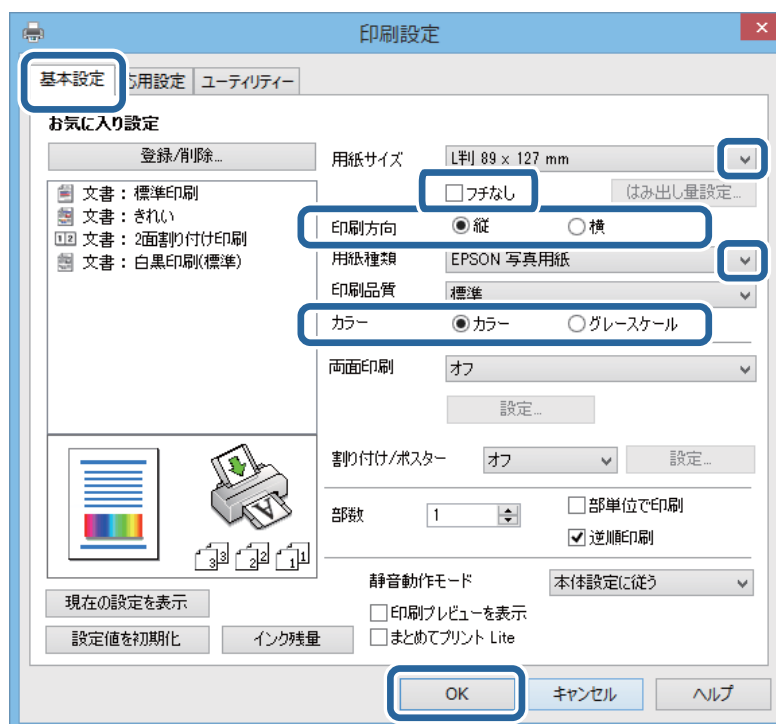 印刷設定
基本設定 応用設定 ユーティリティー
お気に入り設定
登録/削除...
文書：標準印刷
文書：きれい
文書：2面割り付け印刷
文書：白黒印刷(標準)
用紙サイズ L判 89 x 127 mm
フチなし はみ出し量設定...
印刷方向 縦 横
用紙種類 EPSON 写真用紙
印刷品質 標準
カラー カラー グレースケール
両面印刷 オフ
設定...
割り付け/ポスター オフ 設定...
部数 1 部単位で印刷
逆順印刷
静音動作モード 本体設定に従う
印刷プレビューを表示
まとめてプリント Lite
A
3 3 2 2 1 1
現在の設定を表示
設定値を初期化 インク残量
OK キャンセル ヘルプ